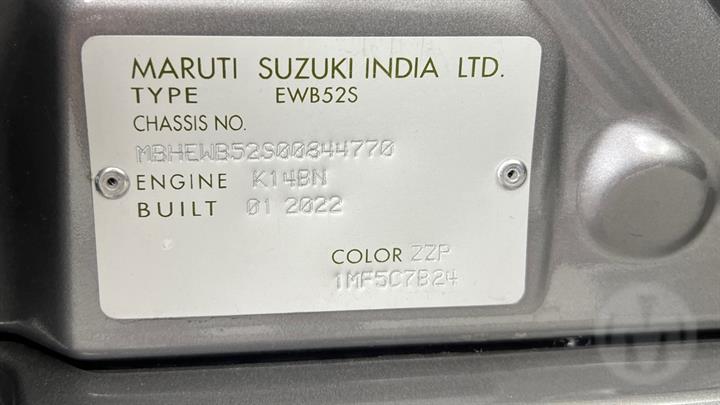 MARUTI SUZUKI INDIA LTD.
TYPE EWB52S
CHASSIS NO.
MBHEWB52S00844770
ENGINE K14BN
BUILT 01 2022
COLOR ZZP
1MF5C7B24